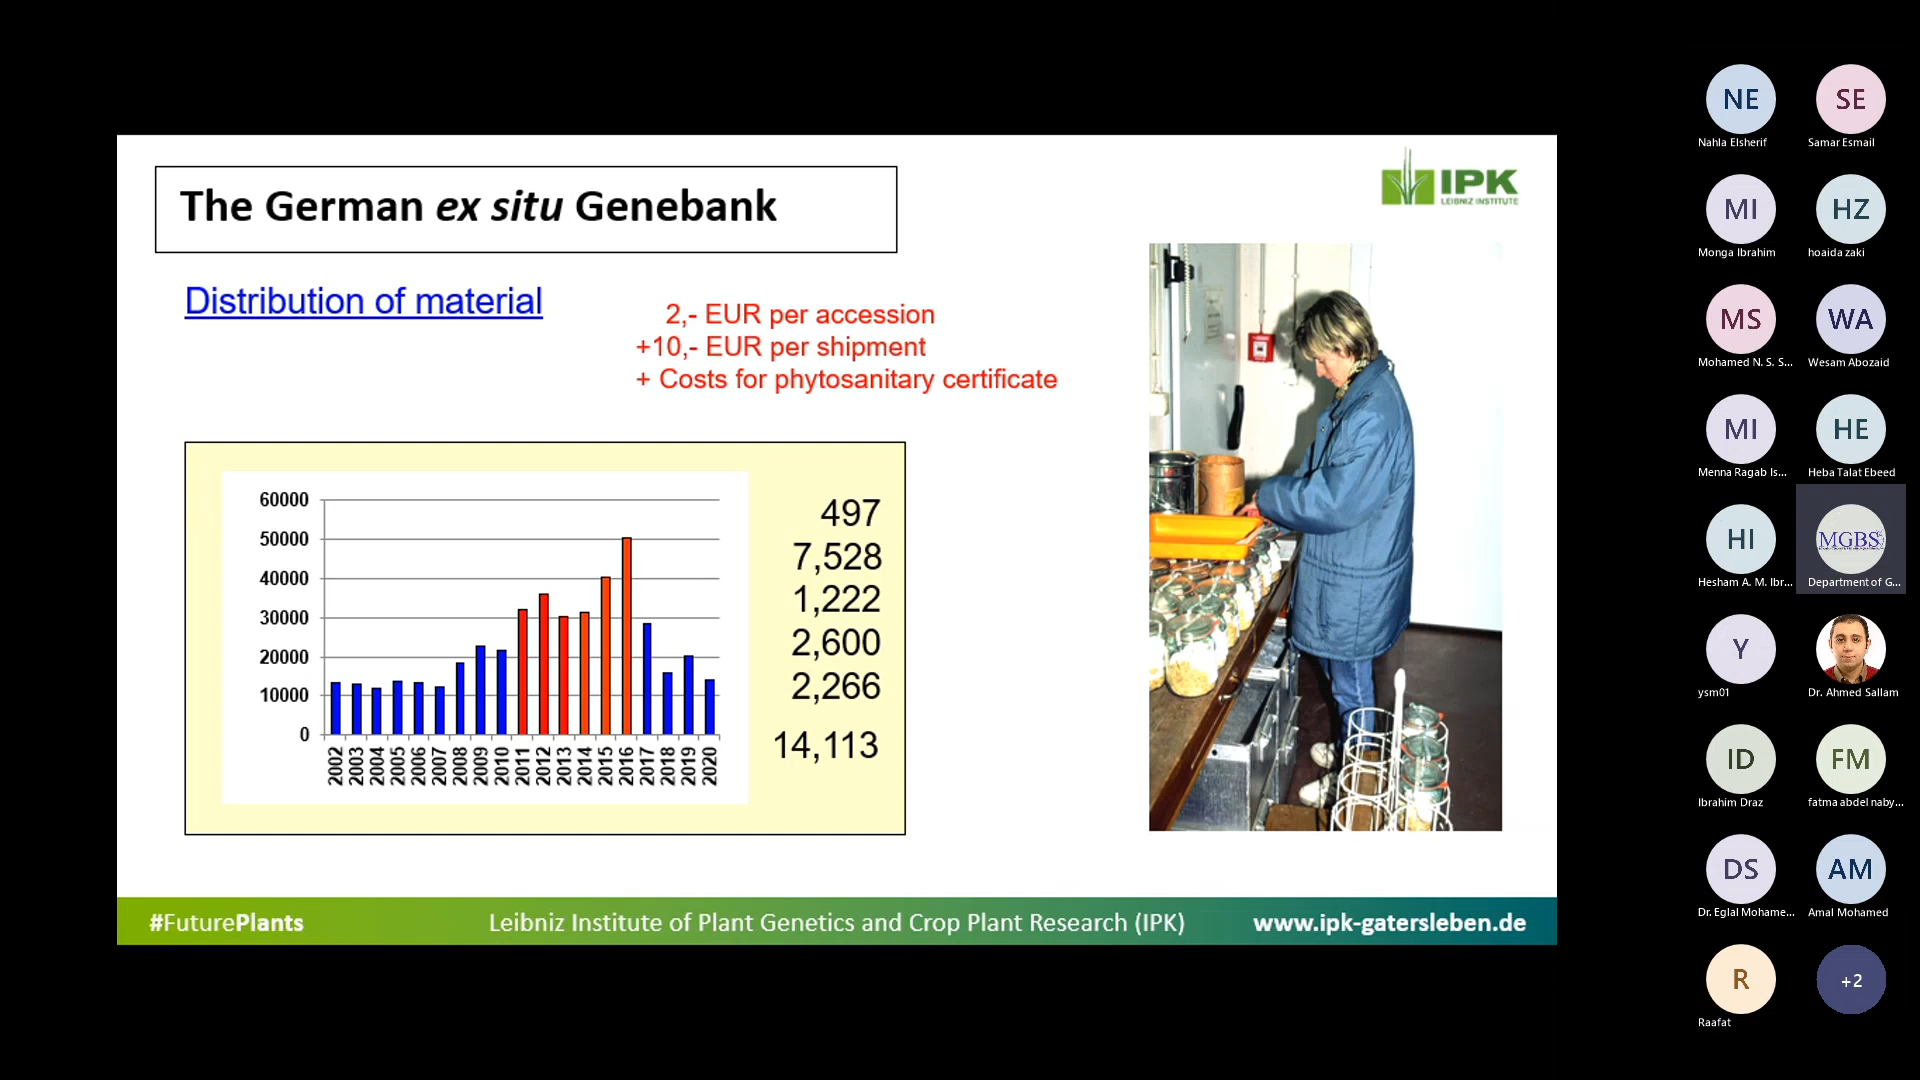 The German ex situ Genebank
IPK
LEIBNIZ INSTITUTE
Distribution of material
2,- EUR per accession
+10,- EUR per shipment
+ Costs for phytosanitary certificate
60000
50000
40000
30000
20000
10000
0
2002
2003
2004
2005
2006
2007
2008
2009
2010
2011
2012
2013
2014
2015
2016
2017
2018
2019
2020
497
7,528
1,222
2,600
2,266
14,113
#FuturePlants
Leibniz Institute of Plant Genetics and Crop Plant Research (IPK)
www.ipk-gatersleben.de
NE
Nahla Elsherif
SE
Samar Esmail
MI
Monga Ibrahim
HZ
hoaida zaki
MS
Mohamed N. S. S...
WA
Wesam Abozaid
MI
Menna Ragab Is...
HE
Heba Talat Ebeed
HI
Hesham A. M. Ibr...
MGBS
Department of G...
Y
ysm01
Dr. Ahmed Sallam
ID
Ibrahim Draz
FM
fatma abdel naby...
DS
Dr. Eglal Mohame...
AM
Amal Mohamed
R
Raafat
+2